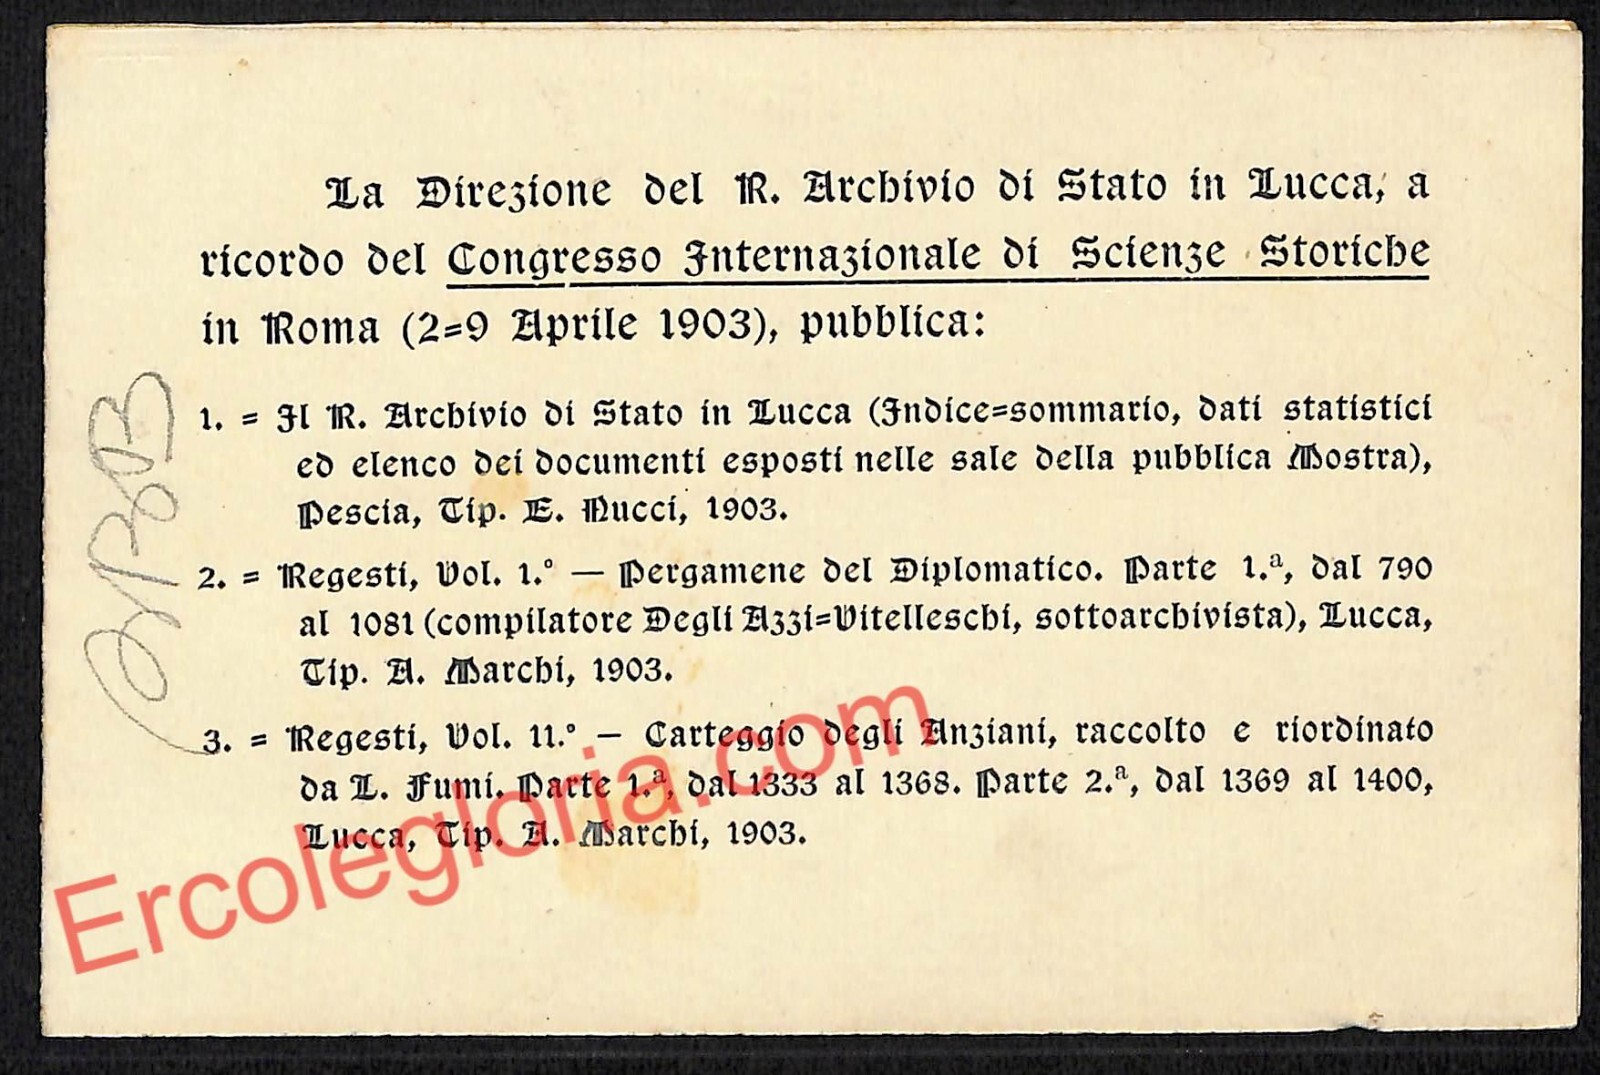 La Direzione del R. Archivio di Stato in Lucca, a
ricordo del Congresso Internazionale di Scienze Storiche
in Roma (2=9 Aprile 1903), pubblica:
1. = Il R. Archivio di Stato in Lucca (Indice=sommario, dati statistici
ed elenco dei documenti esposti nelle sale della pubblica Mostra),
Pescia, Tip. E. Nucci, 1903.
2. = Regesti, Vol. 1.° — Pergamene del Diplomatico. Parte 1.ª, dal 790
al 1081 (compilatore Degli Azzi=Vitelleschi, sottoarchivista), Lucca,
Tip. A. Marchi, 1903.
3. = Regesti, Vol. 11.° — Carteggio degli Anziani, raccolto e riordinato
da L. Fumi. Parte 1.ª, dal 1333 al 1368. Parte 2.ª, dal 1369 al 1400,
Lucca, Tip. A. Marchi, 1903.
Ercolegloria.com